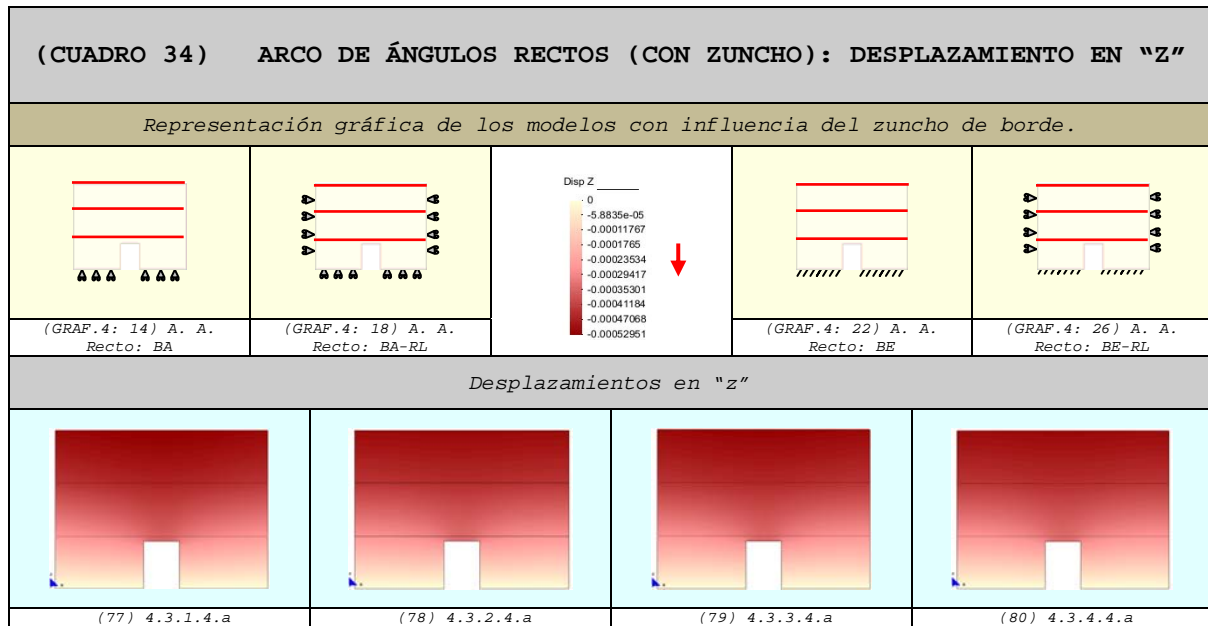 (CUADRO 34) ARCO DE ÁNGULOS RECTOS (CON ZUNCHO): DESPLAZAMIENTO EN “Z”
Representación gráfica de los modelos con influencia del zuncho de borde.
Disp Z
0
-5.8835e-05
-0.00011767
-0.0001765
-0.00023534
-0.00029417
-0.00035301
-0.00041184
-0.00047068
-0.00052951
(GRAF.4: 14) A. A.
Recto: BA
(GRAF.4: 18) A. A.
Recto: BA-RL
(GRAF.4: 22) A. A.
Recto: BE
(GRAF.4: 26) A. A.
Recto: BE-RL
Desplazamientos en “z”
(77) 4.3.1.4.a
(78) 4.3.2.4.a
(79) 4.3.3.4.a
(80) 4.3.4.4.a